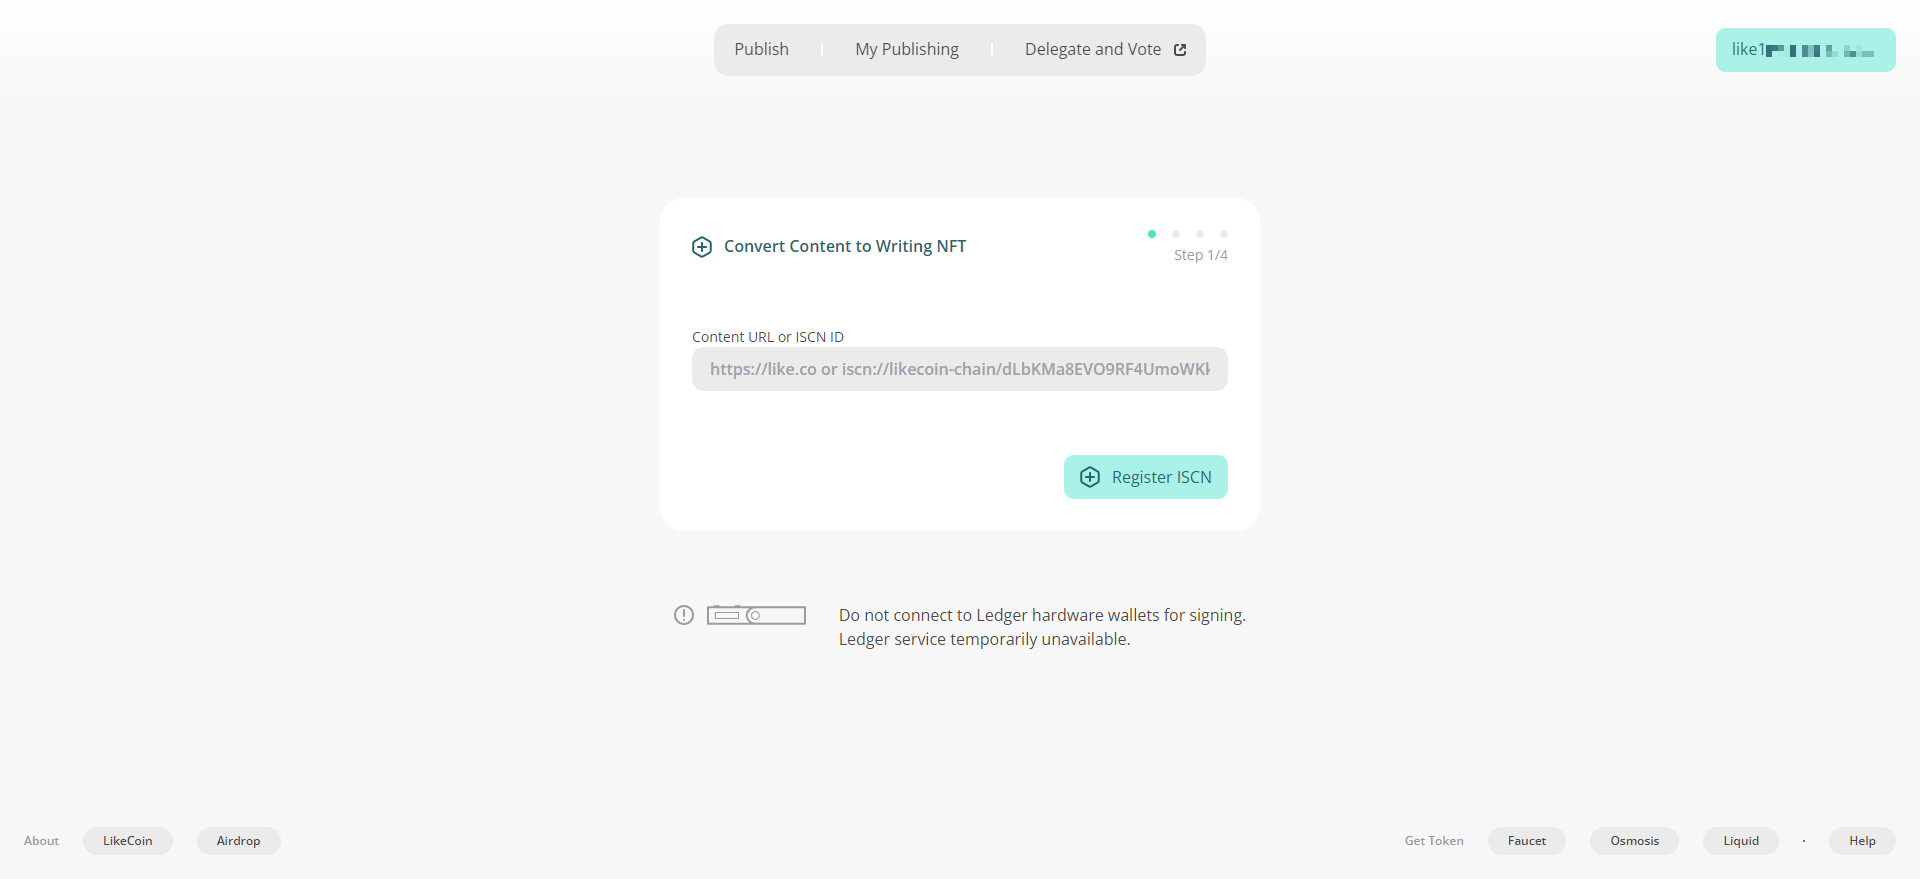 Publish
My Publishing
Delegate and Vote
like1
Convert Content to Writing NFT
Step 1/4
Content URL or ISCN ID
https://like.co or iscn://likecoin-chain/dLbKMa8EVO9RF4UmoWK
Register ISCN
Do not connect to Ledger hardware wallets for signing.
Ledger service temporarily unavailable.
About
LikeCoin
Airdrop
Get Token
Faucet
Osmosis
Liquid
·
Help